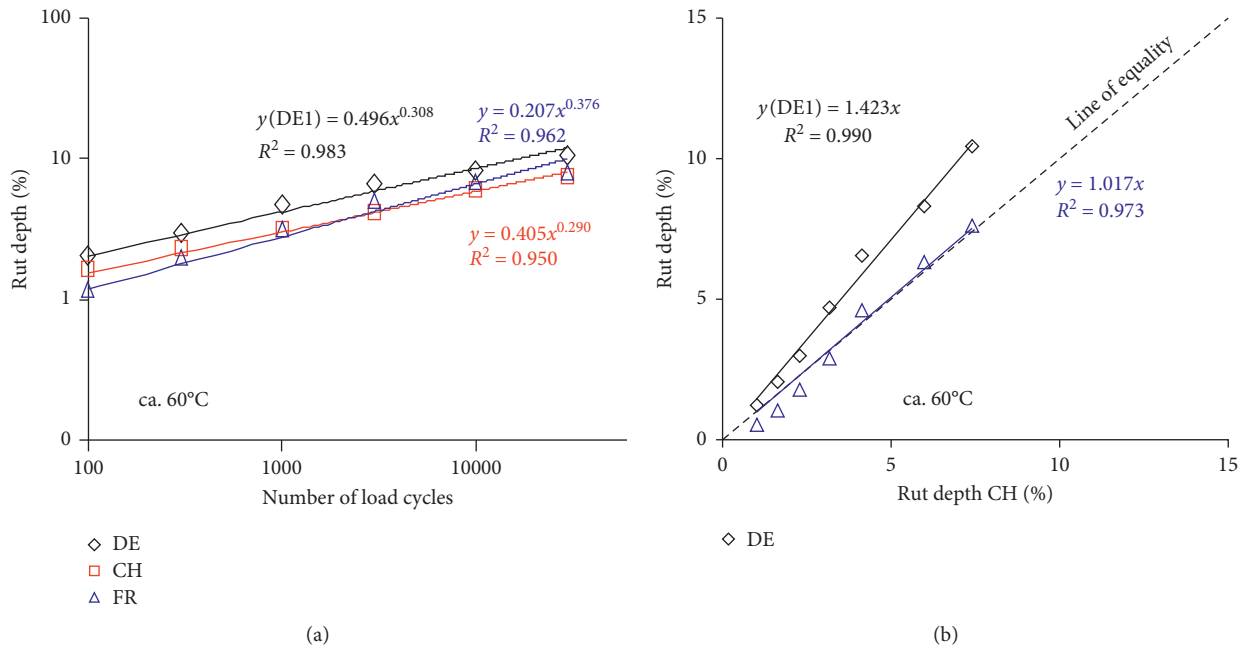 100
10
1
0
Rut depth (%)
y(DE1) = 0.496x^0.308
R² = 0.983
y = 0.207x^0.376
R² = 0.962
y = 0.405x^0.290
R² = 0.950
ca. 60°C
100
1000
10000
Number of load cycles
DE
CH
FR
(a)
15
10
5
0
Rut depth (%)
y(DE1) = 1.423x
R² = 0.990
Line of equality
y = 1.017x
R² = 0.973
ca. 60°C
0
5
10
15
Rut depth CH (%)
DE
(b)